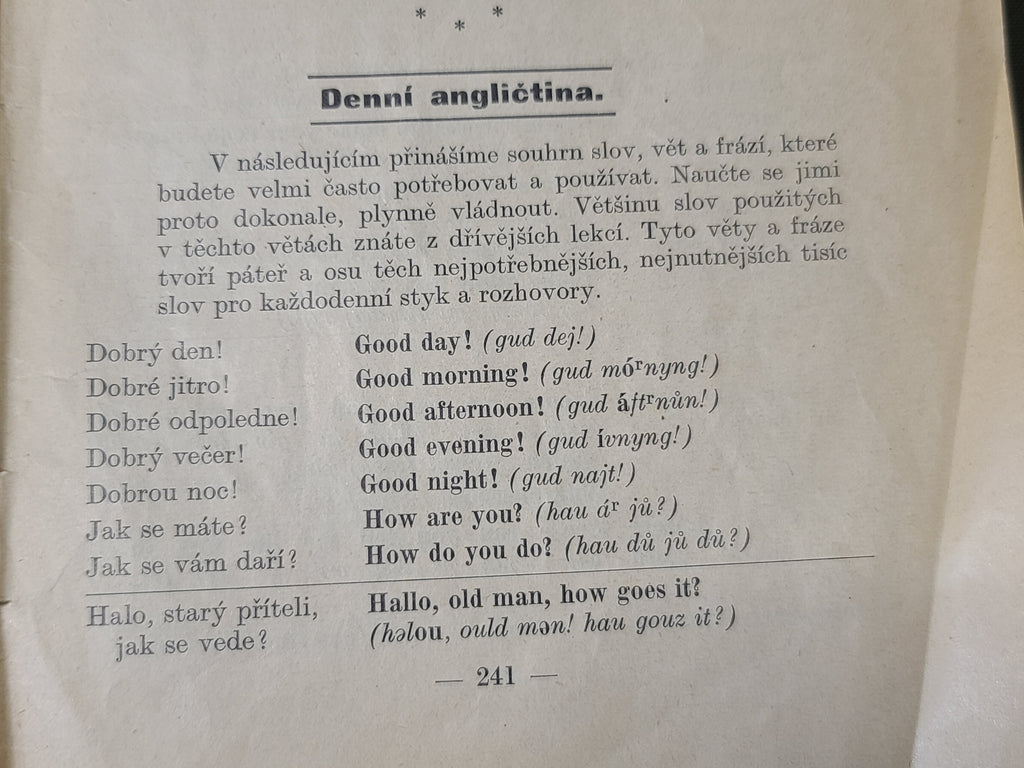 * * *
Denní angličtina.
V následujícím přinášíme souhrn slov, vět a frází, které
budete velmi často potřebovat a používat. Naučte se jimi
proto dokonale, plynně vládnout. Většinu slov použitých
v těchto větách znáte z dřívějších lekcí. Tyto věty a fráze
tvoří páteř a osu těch nejpotřebnějších, nejnutnějších tisíc
slov pro každodenní styk a rozhovory.
Dobrý den! Good day! (gud dej!)
Dobré jitro! Good morning! (gud móʳnyng!)
Dobré odpoledne! Good afternoon! (gud áftʳnůn!)
Dobrý večer! Good evening! (gud ívnyng!)
Dobrou noc! Good night! (gud najt!)
Jak se máte? How are you? (hau áʳ jů?)
Jak se vám daří? How do you do? (hau dů jů dů?)
Halo, starý příteli, Hallo, old man, how goes it?
jak se vede? (həlou, ould mən! hau gouz it?)
— 241 —